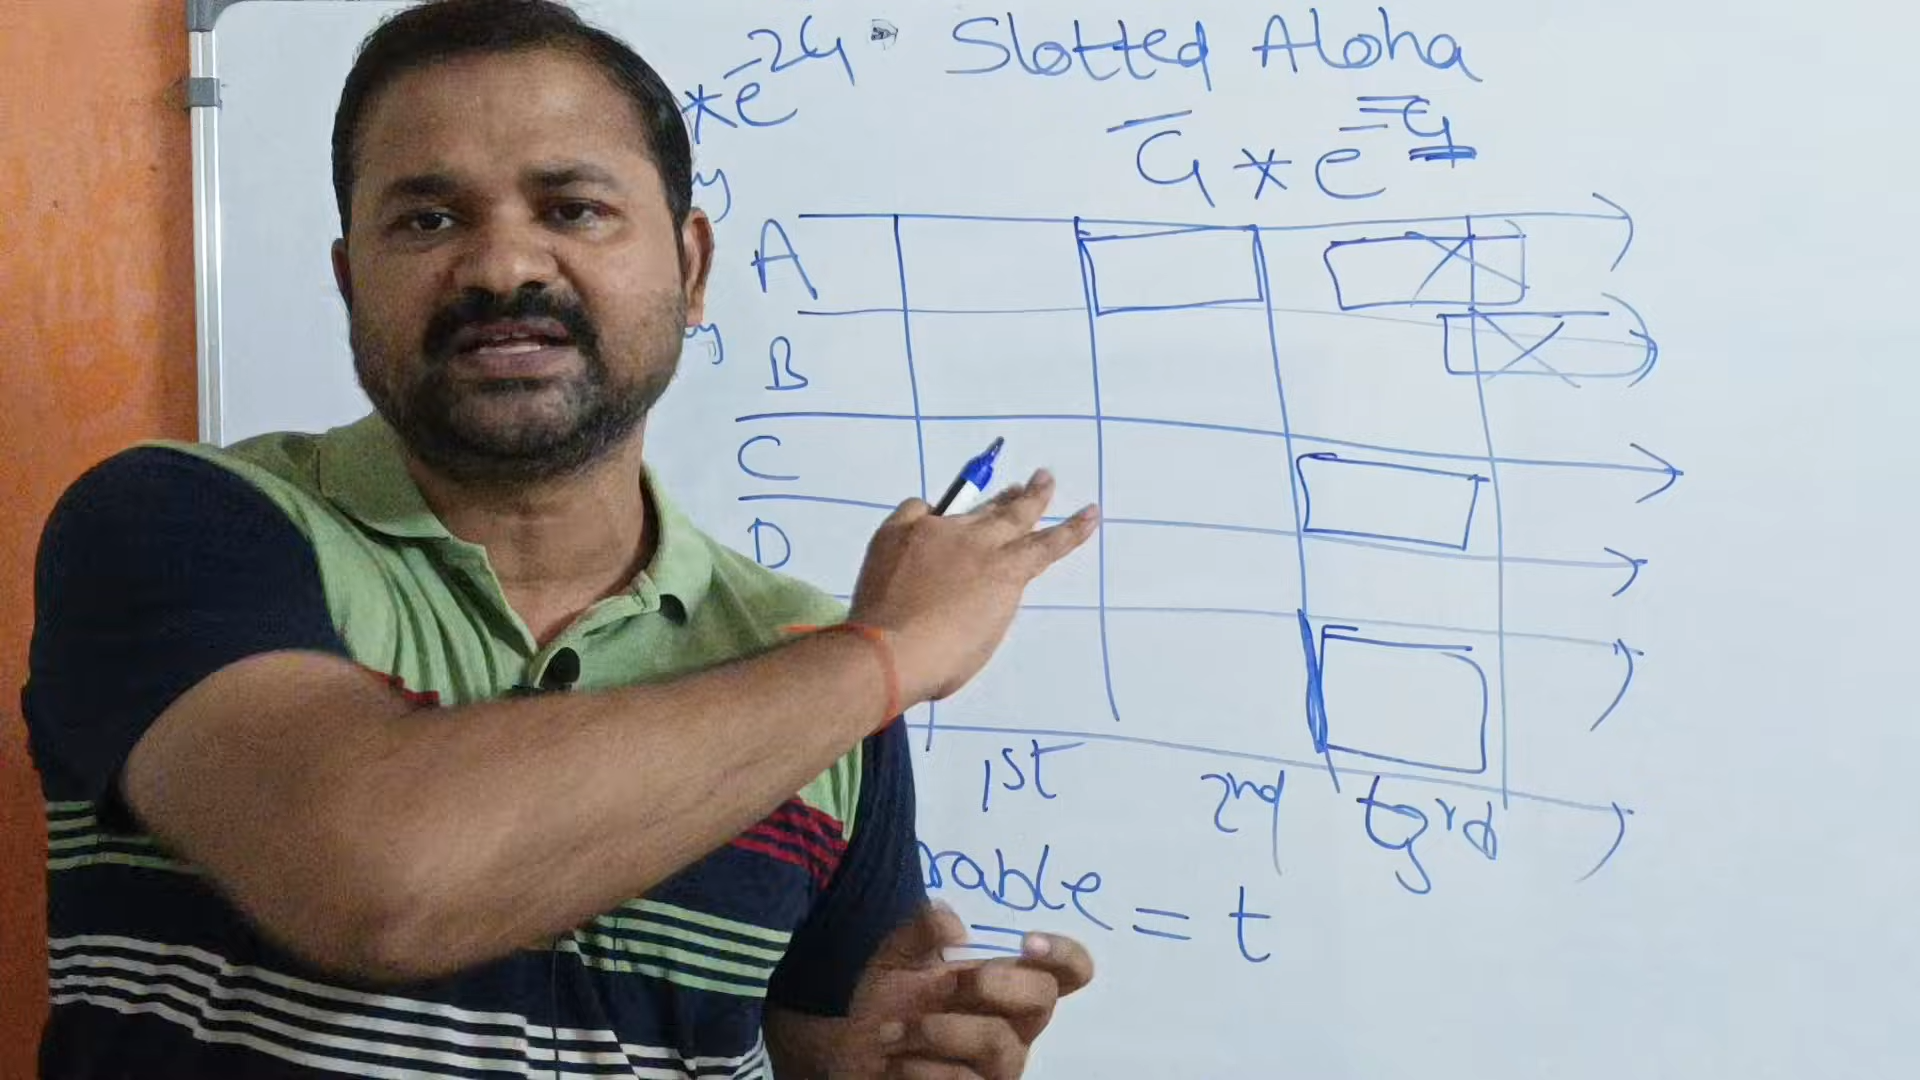 * e^-2G Slotted Aloha
G * e^-G
y
A
y
B
C
D
1st 2nd 3rd
rable = t